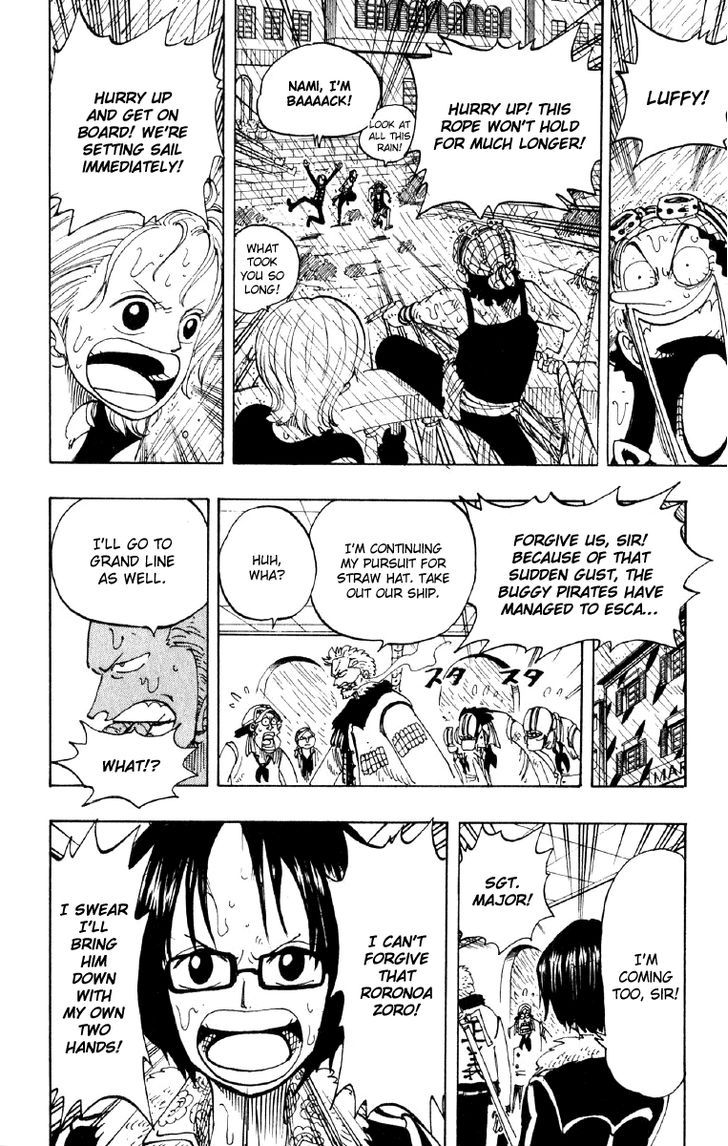 LUFFY!
HURRY UP! THIS
ROPE WON'T HOLD
FOR MUCH LONGER!
NAMI, I'M
BAAAACK!
LOOK AT
ALL THIS
RAIN!
WHAT
TOOK
YOU SO
LONG!
HURRY UP
AND GET ON
BOARD! WE'RE
SETTING SAIL
IMMEDIATELY!
FORGIVE US, SIR!
BECAUSE OF THAT
SUDDEN GUST, THE
BUGGY PIRATES HAVE
MANAGED TO ESCA...
MAR
I'M CONTINUING
MY PURSUIT FOR
STRAW HAT. TAKE
OUT OUR SHIP.
HUH,
WHA?
スタ
スタ
I'LL GO TO
GRAND LINE
AS WELL.
WHAT!?
I'M
COMING
TOO, SIR!
SGT.
MAJOR!
I CAN'T
FORGIVE
THAT
RORONOA
ZORO!
I SWEAR
I'LL
BRING
HIM
DOWN
WITH
MY OWN
TWO
HANDS!